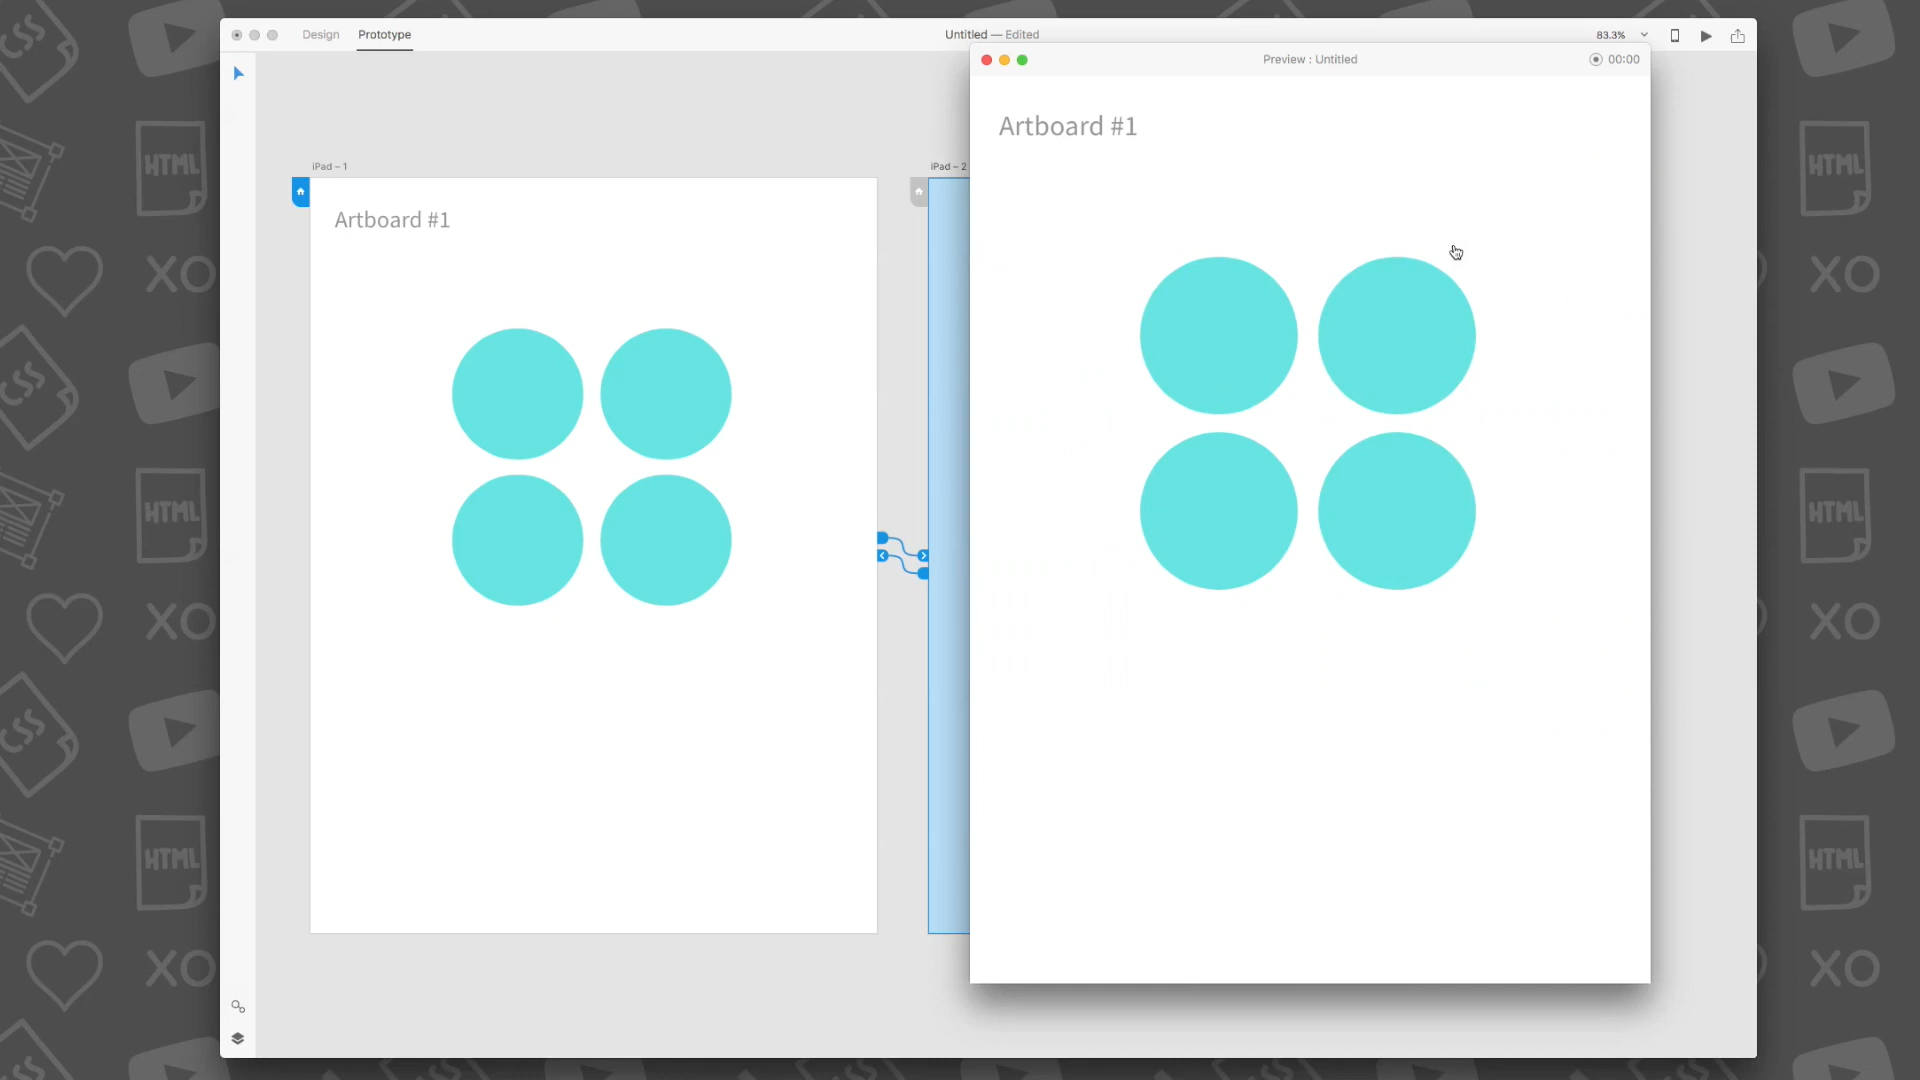 Design Prototype
Untitled — Edited
83.3%
Preview : Untitled
00:00
Artboard #1
iPad – 1
iPad – 2
Artboard #1
CSS
HTML
XO
CSS
HTML
XO
CSS
HTML
XO
CSS
HTML
XO
HTML
XO
HTML
XO